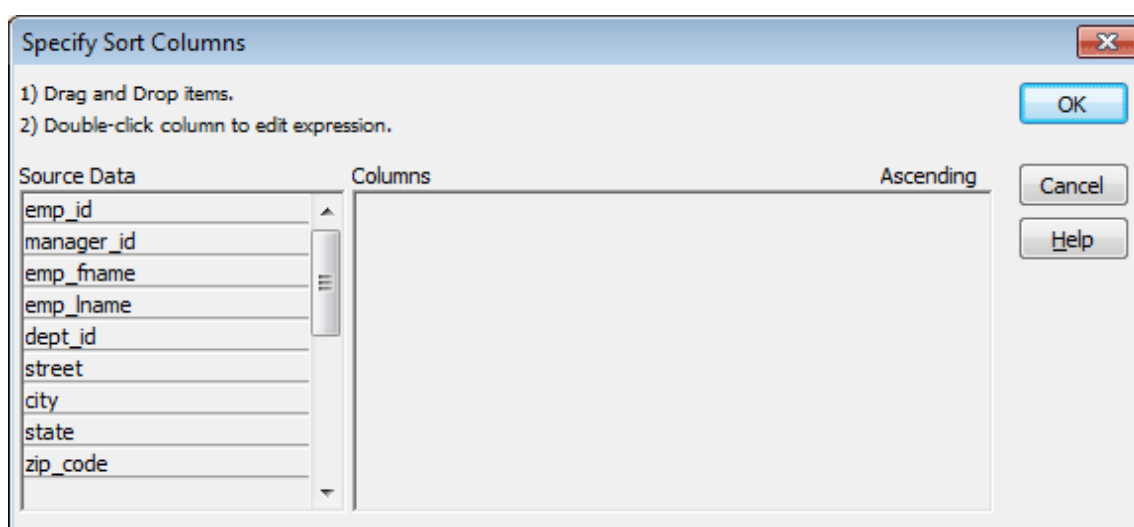 Specify Sort Columns
1) Drag and Drop items.
2) Double-click column to edit expression.
OK
Source Data
Columns
Ascending
Cancel
Help
emp_id
manager_id
emp_fname
emp_lname
dept_id
street
city
state
zip_code